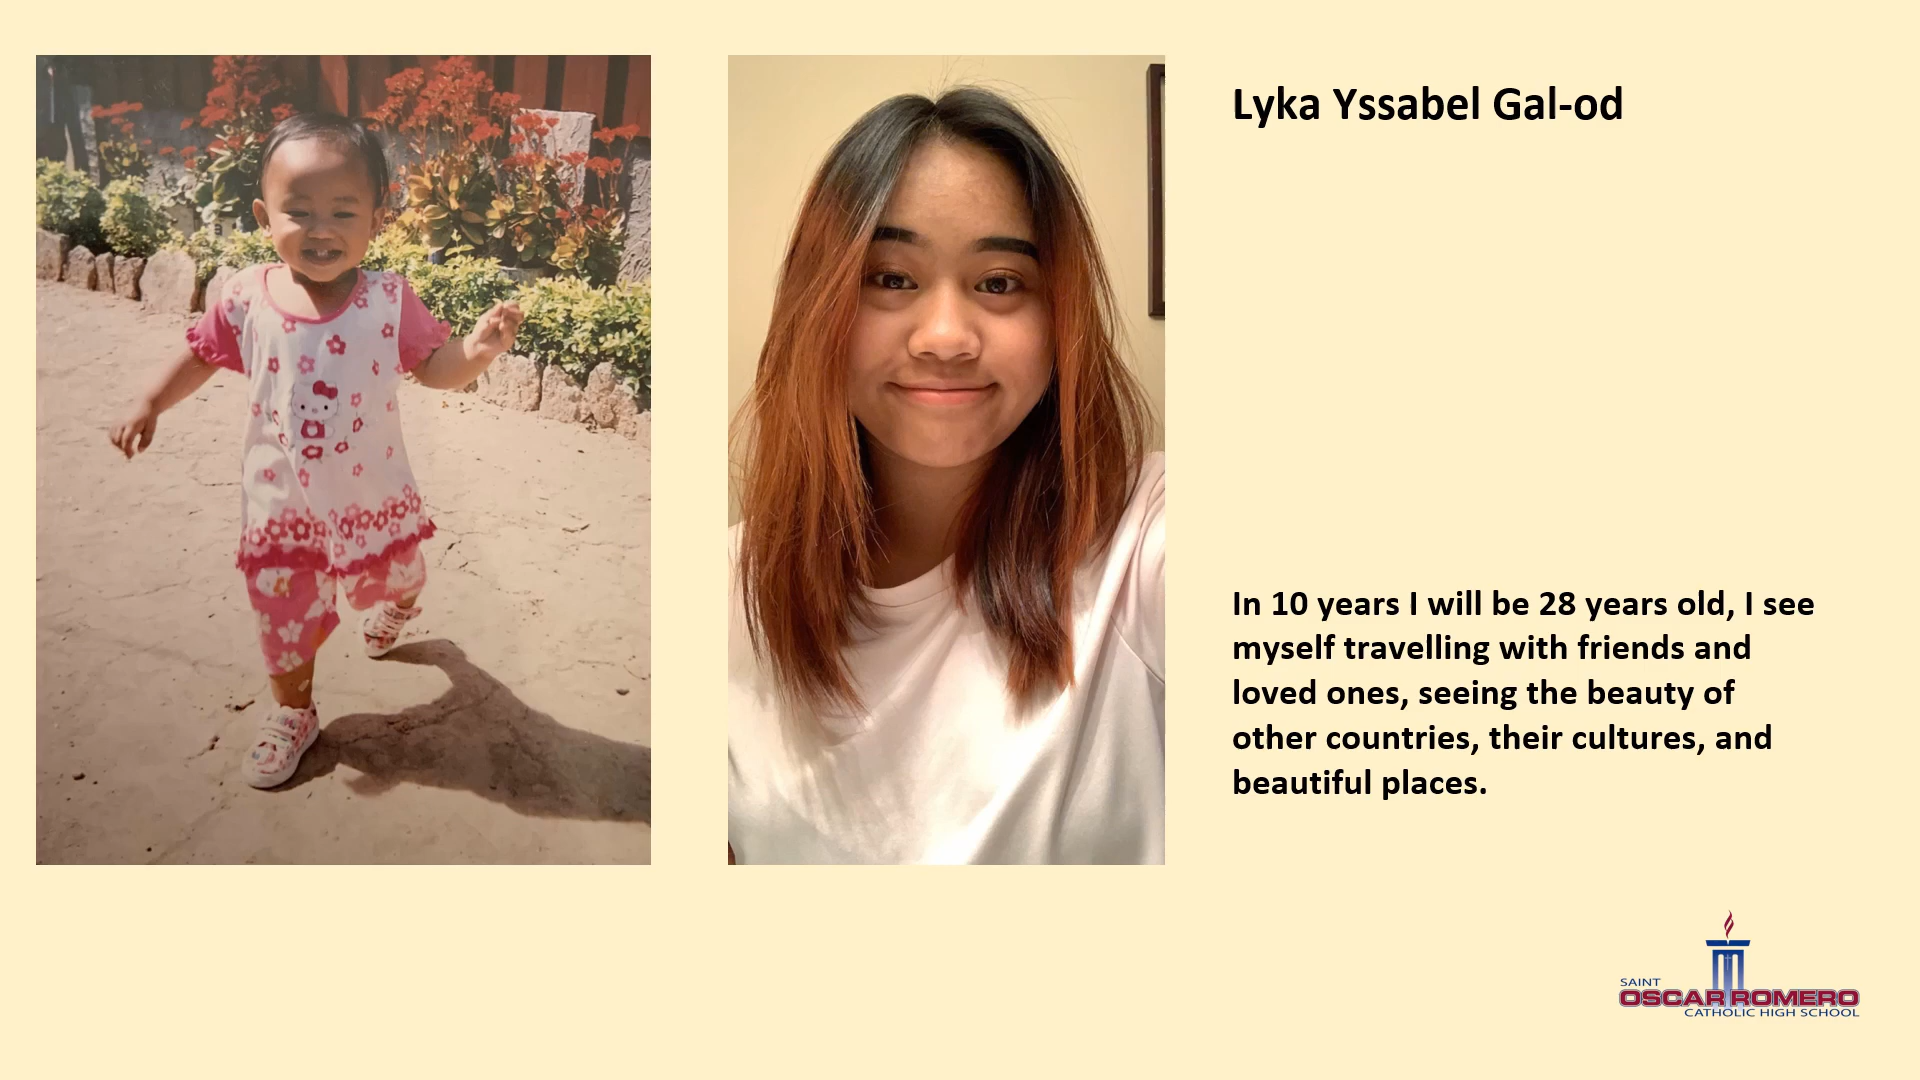 Lyka Yssabel Gal-od
In 10 years I will be 28 years old, I see
myself travelling with friends and
loved ones, seeing the beauty of
other countries, their cultures, and
beautiful places.
SAINT
OSCAR ROMERO
CATHOLIC HIGH SCHOOL